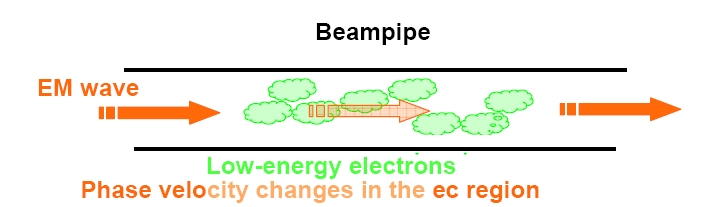 Beampipe
EM wave
Low-energy electrons
Phase velocity changes in the ec region